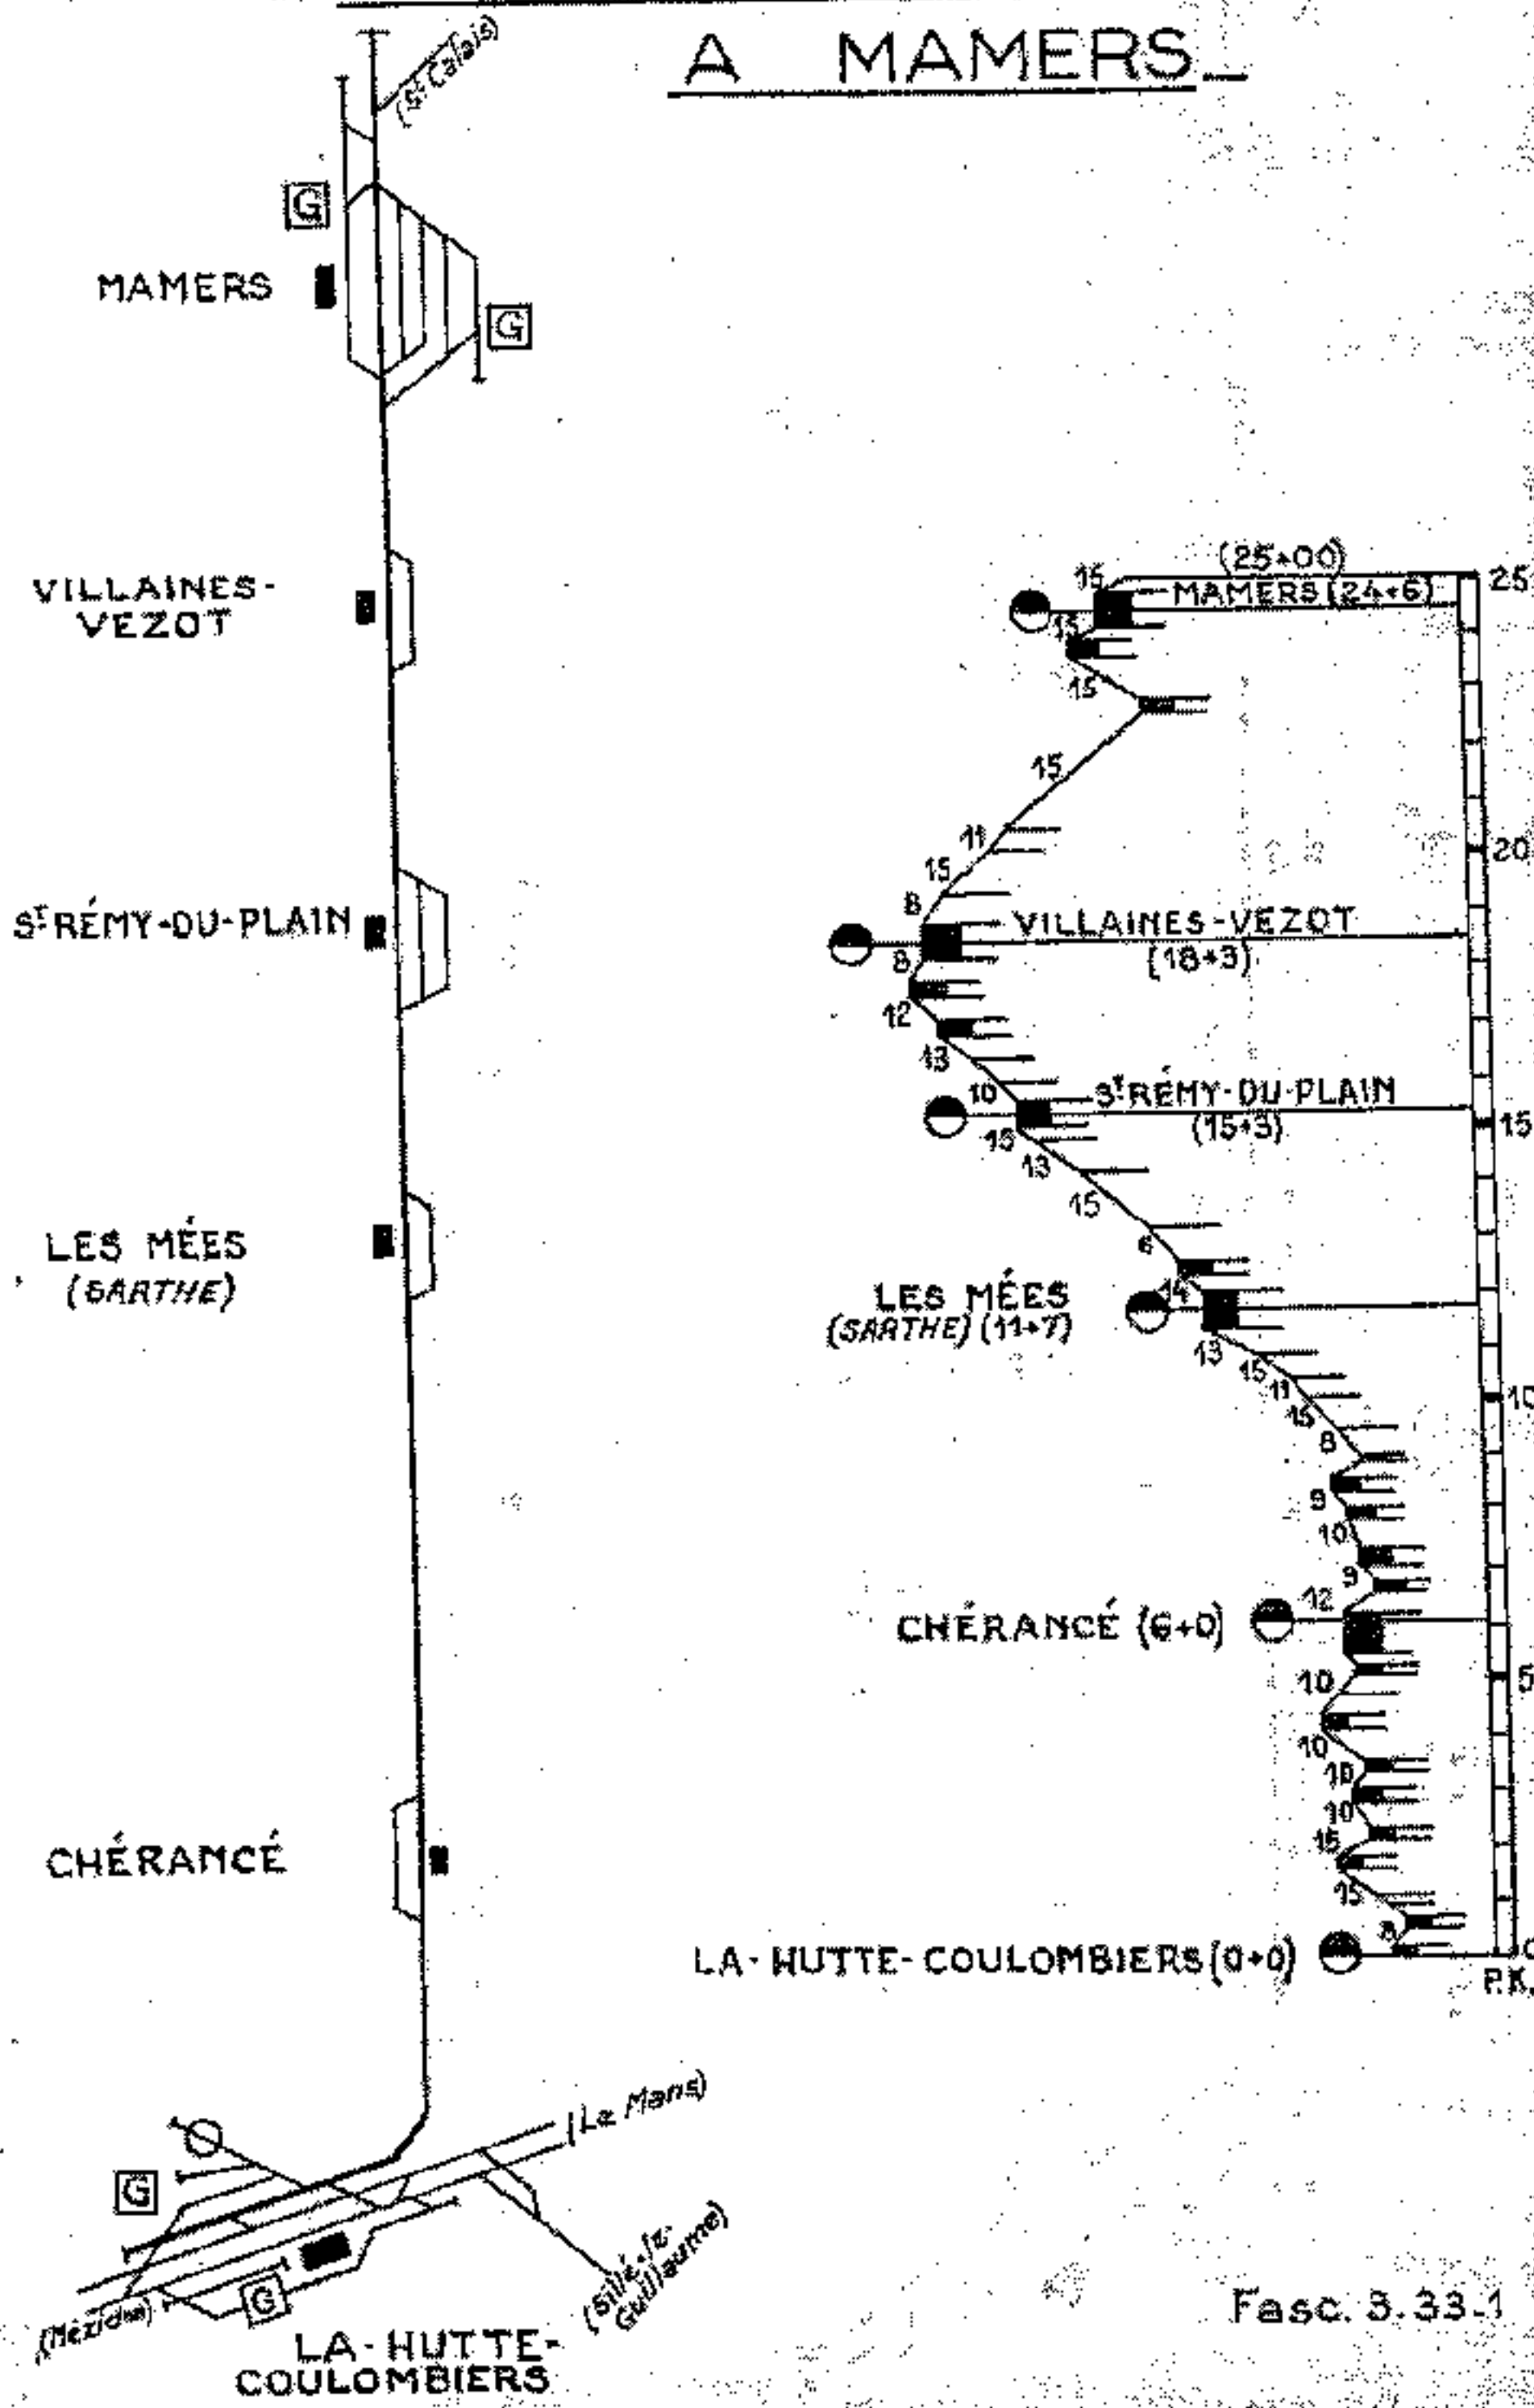 A MAMERS
(St Calais)
G
MAMERS
G
VILLAINES-
VEZOT
ST RÉMY-DU-PLAIN
LES MÉES
(SARTHE)
CHÉRANCÉ
(Le Mans)
G
G
(Mézidon)
(Sillé-le-
Guillaume)
LA-HUTTE-
COULOMBIERS
(25+00)
25
15
MAMERS (24+6)
13
15
15
11
20
15
8
VILLAINES-VEZOT
8
(18+3)
12
13
10
ST RÉMY-DU-PLAIN
15
(15+3)
15
13
15
6
14
LES MÉES
(SARTHE) (11+7)
13
15
11
10
15
8
9
10
9
12
CHÉRANCÉ (6+0)
5
10
10
10
10
15
15
8
LA-HUTTE-COULOMBIERS (0+0)
0
P.K.
Fasc. 3.33-1